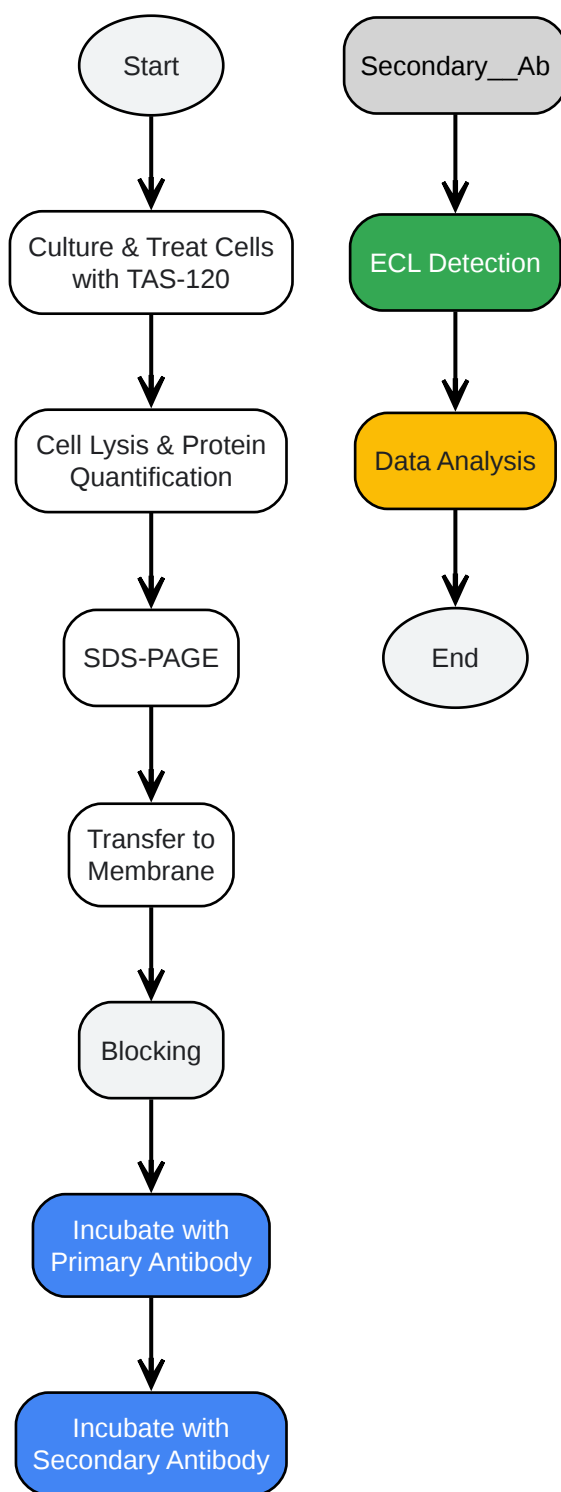 Start
Culture & Treat Cells
with TAS-120
Cell Lysis & Protein
Quantification
SDS-PAGE
Transfer to
Membrane
Blocking
Incubate with
Primary Antibody
Incubate with
Secondary Antibody
Secondary__Ab
ECL Detection
Data Analysis
End